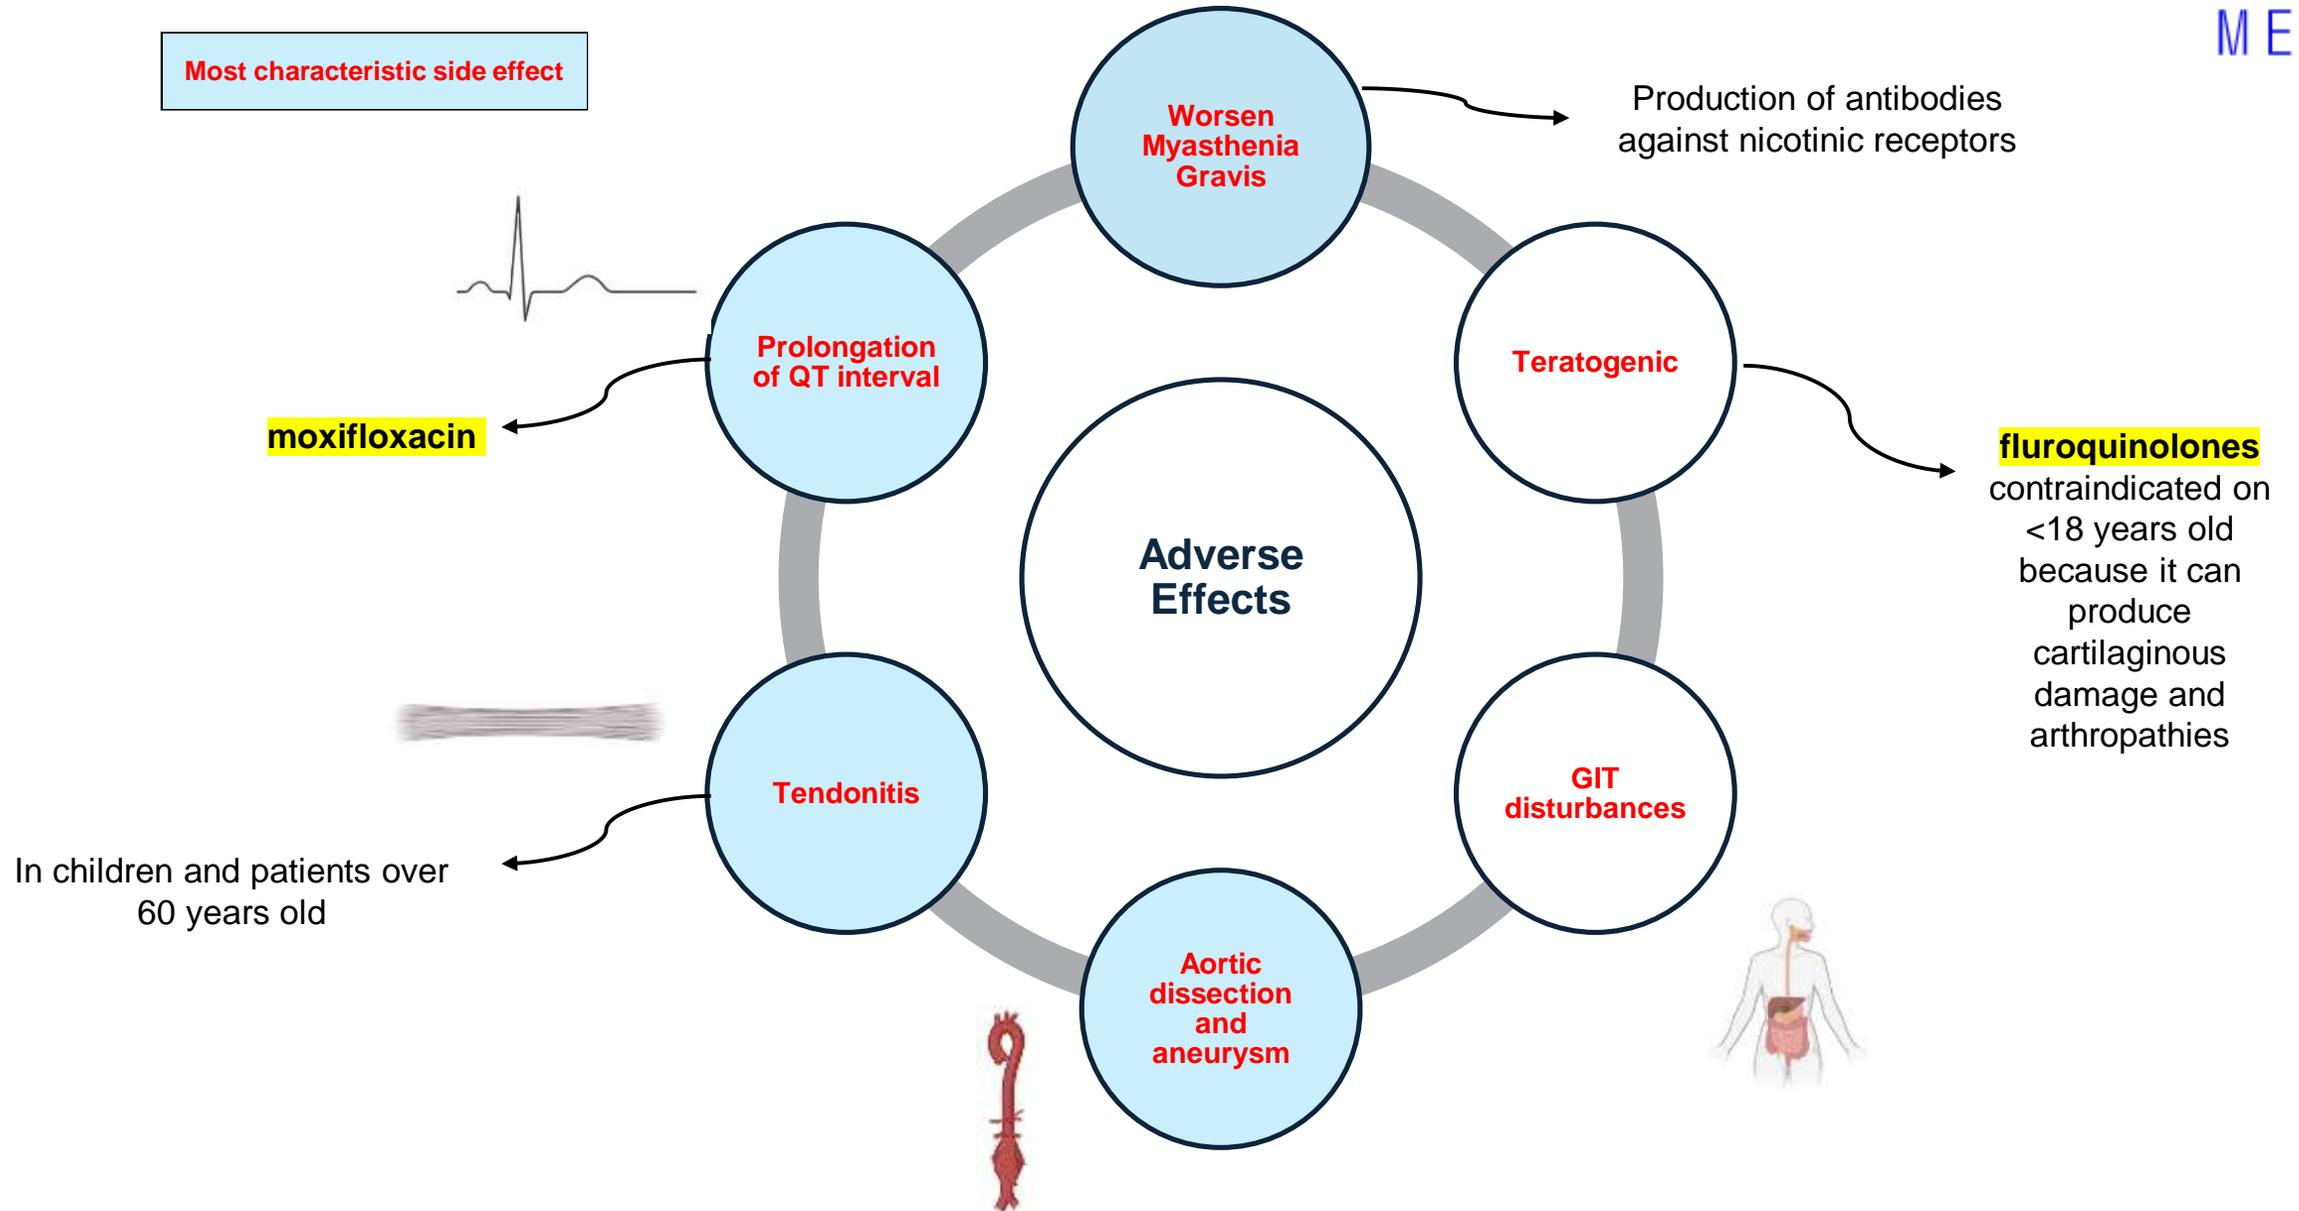 M E
Most characteristic side effect
Worsen
Myasthenia
Gravis
Production of antibodies
against nicotinic receptors
Prolongation
of QT interval
moxifloxacin
Teratogenic
fluroquinolones
contraindicated on
<18 years old
because it can
produce
cartilaginous
damage and
arthropathies
Adverse
Effects
Tendonitis
In children and patients over
60 years old
GIT
disturbances
Aortic
dissection
and
aneurysm